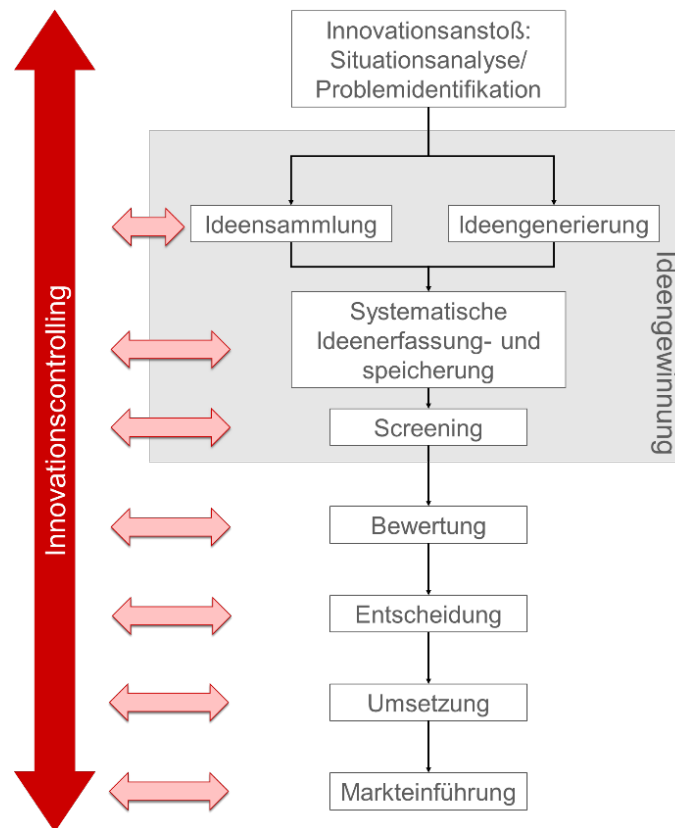 Innovationsanstoß:
Situationsanalyse/
Problemidentifikation
Ideensammlung
Ideengenerierung
Systematische
Ideenerfassung- und
speicherung
Screening
Ideengewinnung
Bewertung
Entscheidung
Umsetzung
Markteinführung
Innovationscontrolling